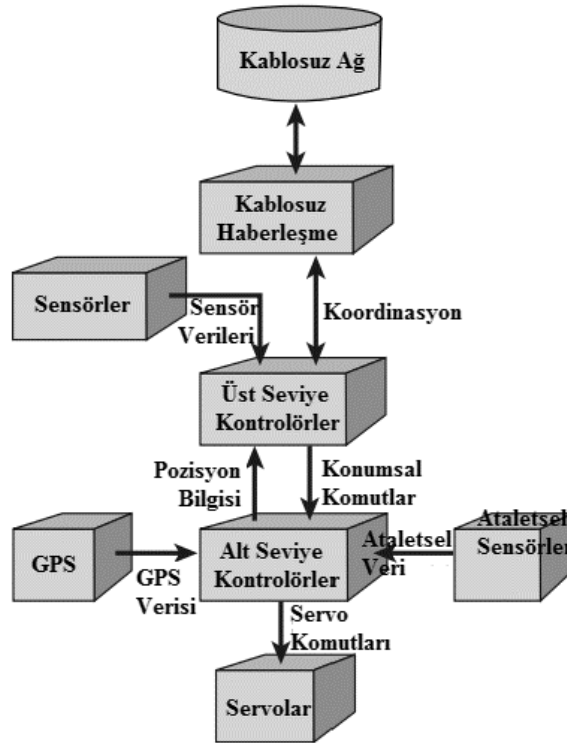 Kablosuz Ağ
Kablosuz
Haberleşme
Sensörler
Sensör
Verileri
Koordinasyon
Üst Seviye
Kontrolörler
Pozisyon
Bilgisi
Konumsal
Komutlar
GPS
GPS
Verisi
Alt Seviye
Kontrolörler
Ataletsel
Veri
Ataletsel
Sensörler
Servo
Komutları
Servolar